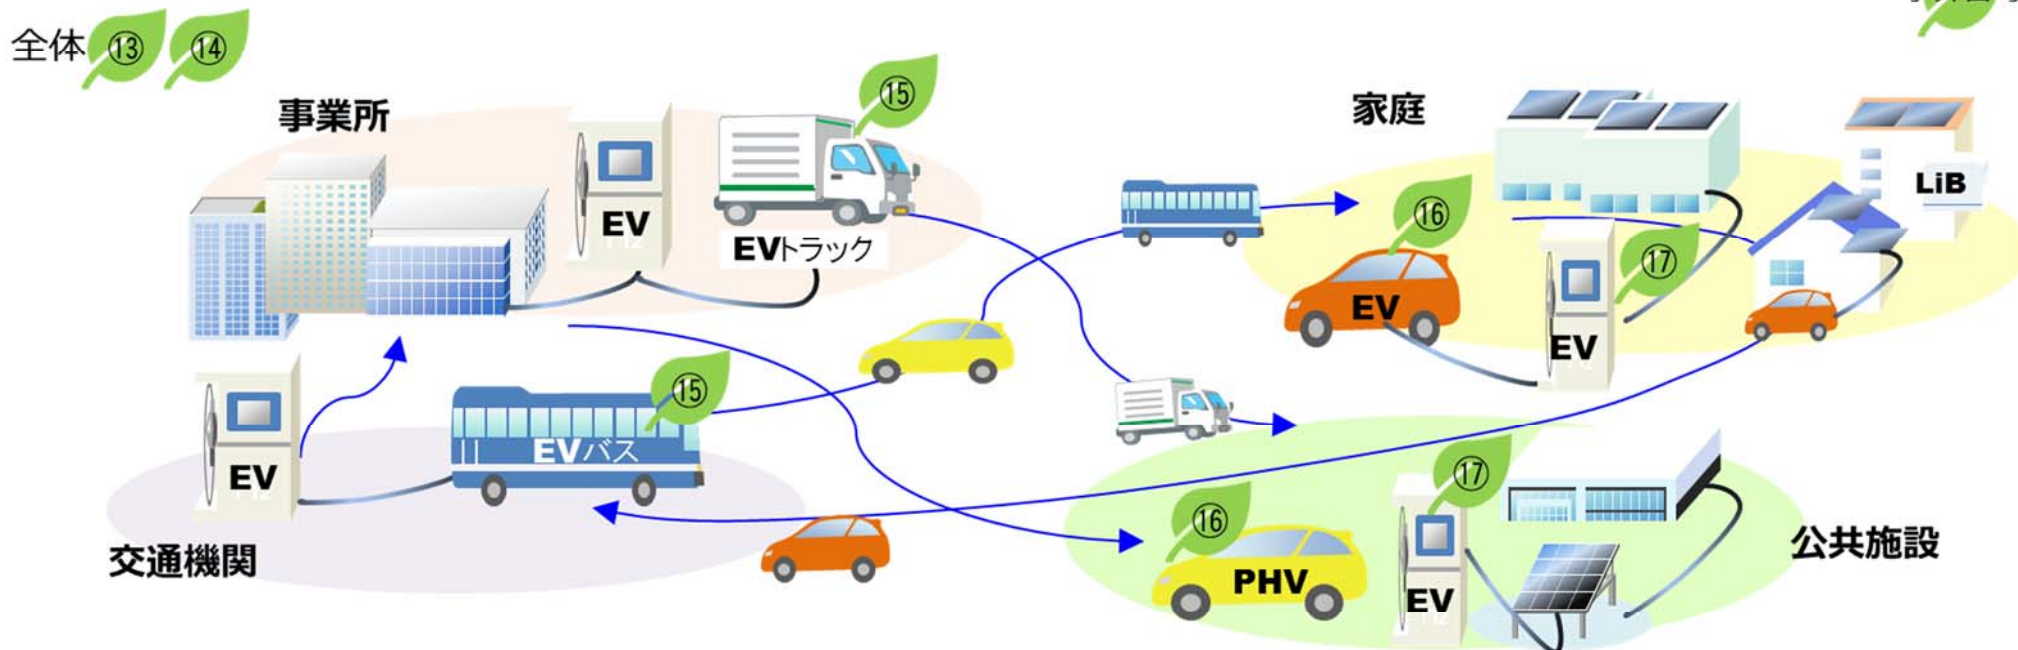 全体 ⑬ ⑭
事業所
⑮
EV
EVトラック
家庭
⑯
EV
⑰
EV
LiB
EV
⑮
EVバス
交通機関
⑯
PHV
⑰
EV
公共施設